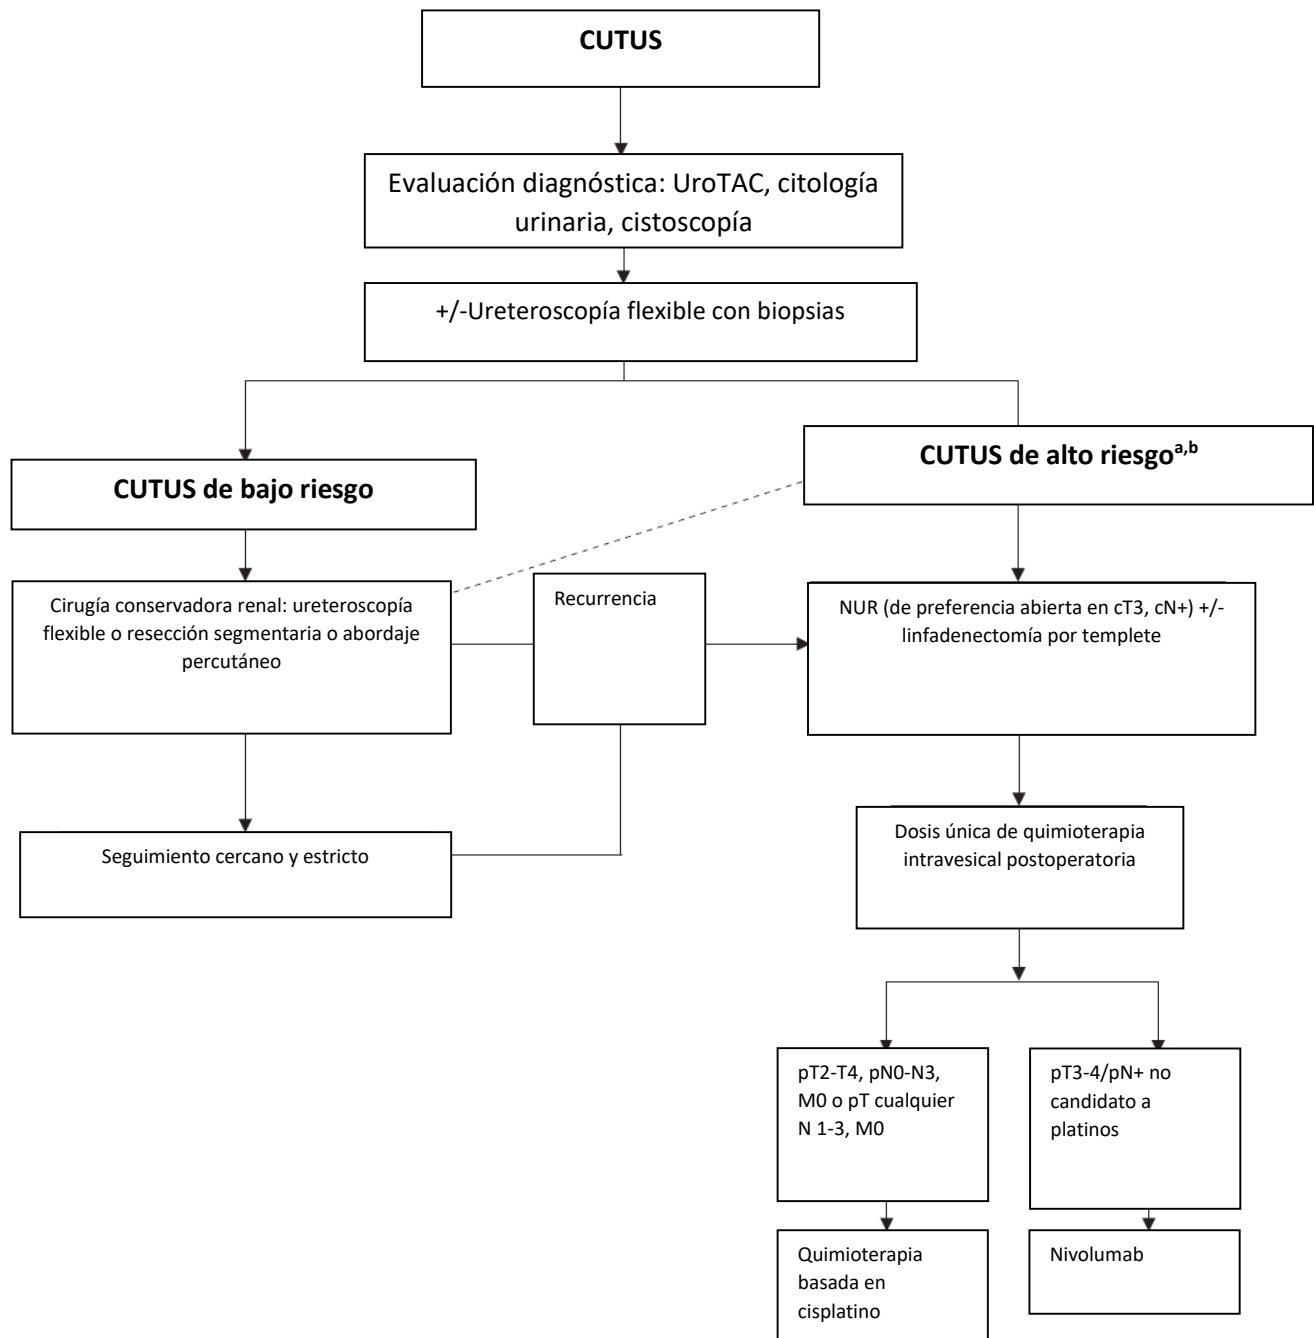 CUTUS
Evaluación diagnóstica: UroTAC, citología
urinaria, cistoscopía
+/-Ureteroscopía flexible con biopsias
CUTUS de bajo riesgo
CUTUS de alto riesgoa,b
Cirugía conservadora renal: ureteroscopía
flexible o resección segmentaria o abordaje
percutáneo
Recurrencia
NUR (de preferencia abierta en cT3, cN+) +/-
linfadenectomía por templete
Seguimiento cercano y estricto
Dosis única de quimioterapia
intravesical postoperatoria
pT2-T4, pN0-N3,
M0 o pT cualquier
N 1-3, M0
pT3-4/pN+ no
candidato a
platinos
Quimioterapia
basada en
cisplatino
Nivolumab